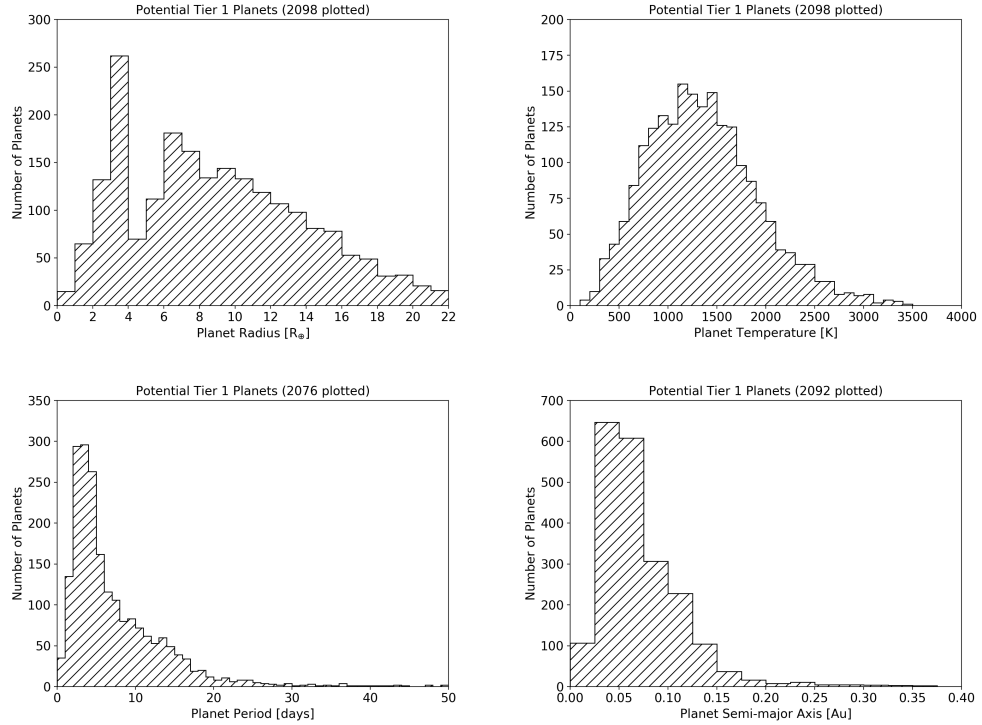 Potential Tier 1 Planets (2098 plotted)
300
250
200
150
100
50
0
Number of Planets
0 2 4 6 8 10 12 14 16 18 20 22
Planet Radius [R⊕]
Potential Tier 1 Planets (2098 plotted)
200
175
150
125
100
75
50
25
0
Number of Planets
0 500 1000 1500 2000 2500 3000 3500 4000
Planet Temperature [K]
Potential Tier 1 Planets (2076 plotted)
350
300
250
200
150
100
50
0
Number of Planets
0 10 20 30 40 50
Planet Period [days]
Potential Tier 1 Planets (2092 plotted)
700
600
500
400
300
200
100
0
Number of Planets
0.00 0.05 0.10 0.15 0.20 0.25 0.30 0.35 0.40
Planet Semi-major Axis [Au]